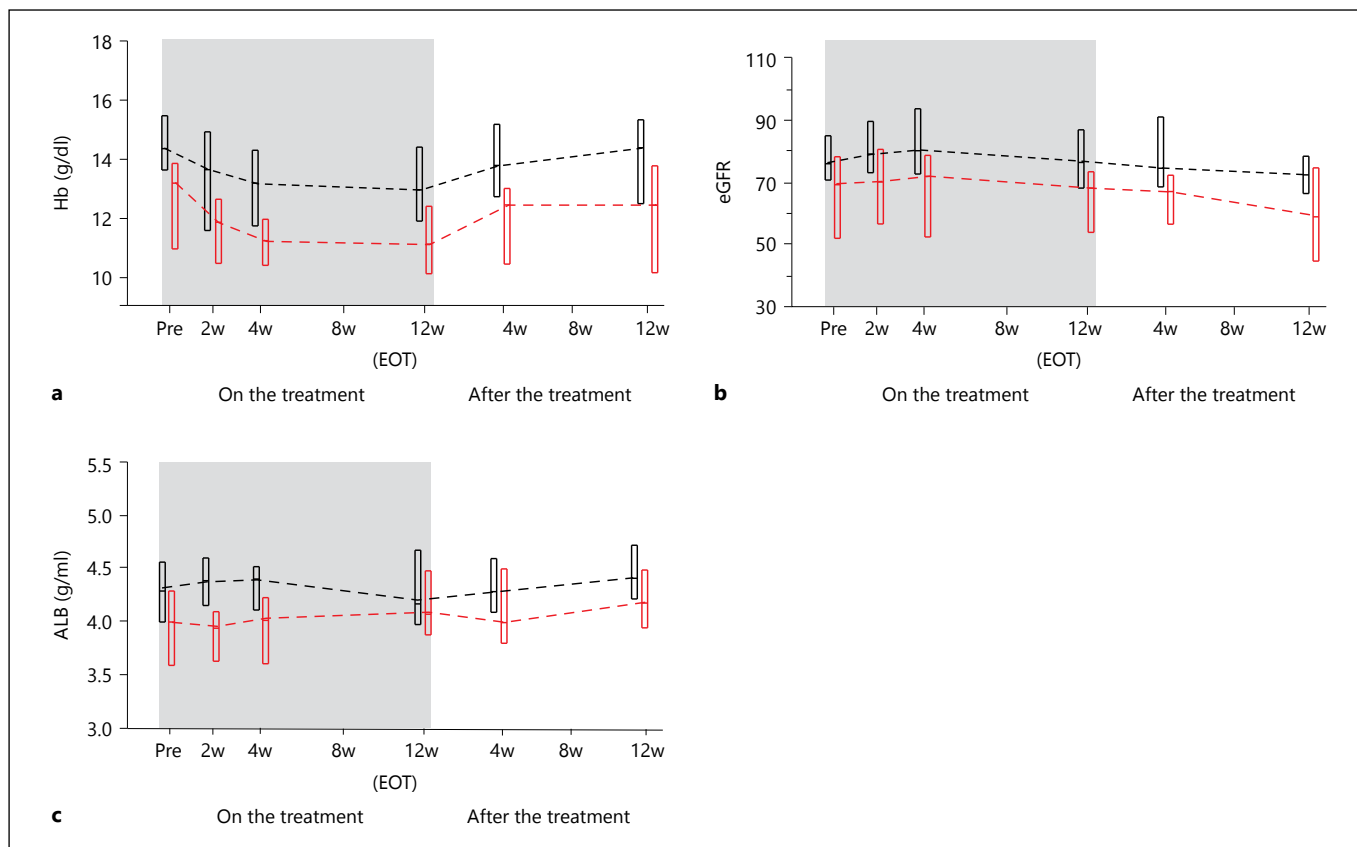 18
16
14
12
10
Hb (g/dl)
Pre 2w 4w 8w 12w 4w 8w 12w
(EOT)
a On the treatment After the treatment
110
90
70
50
30
eGFR
Pre 2w 4w 8w 12w 4w 8w 12w
(EOT)
b On the treatment After the treatment
5.5
5.0
4.5
4.0
3.5
3.0
ALB (g/ml)
Pre 2w 4w 8w 12w 4w 8w 12w
(EOT)
c On the treatment After the treatment